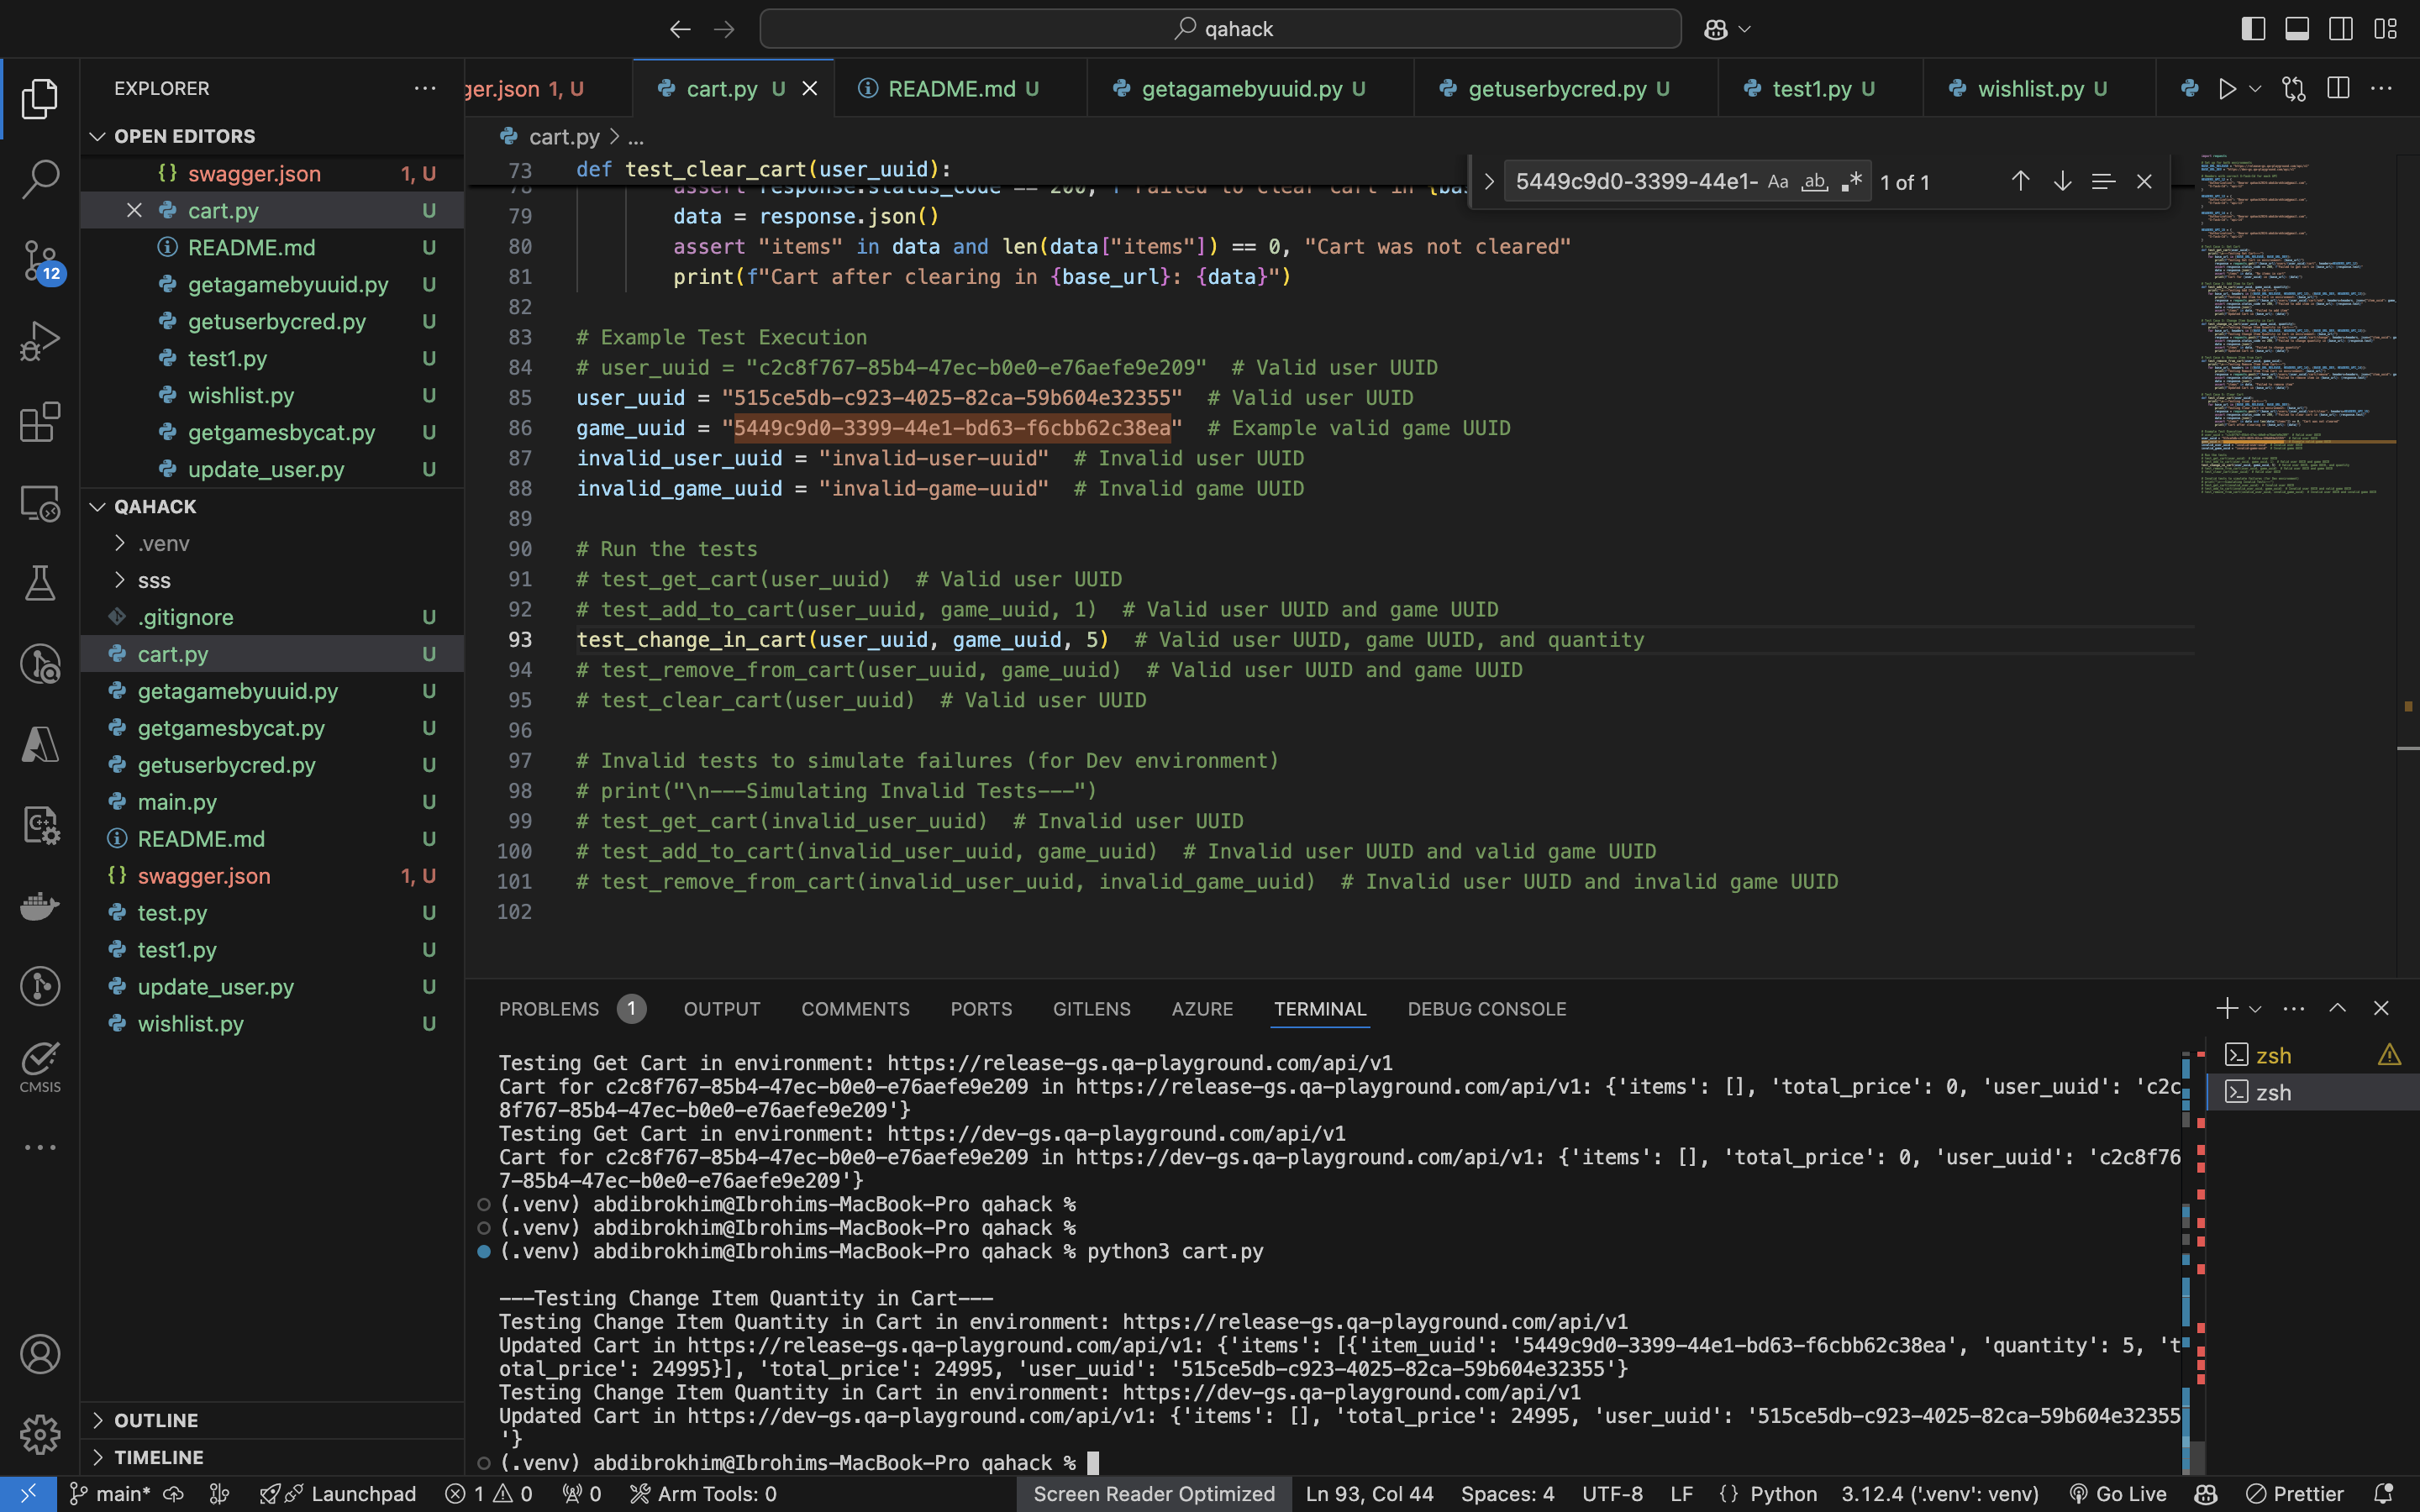 qahack
EXPLORER
ger.json 1, U
cart.py U
README.md U
getagamebyuuid.py U
getuserbycred.py U
test1.py U
wishlist.py U
OPEN EDITORS
swagger.json 1, U
cart.py U
README.md U
getagamebyuuid.py U
getuserbycred.py U
test1.py U
wishlist.py U
getgamesbycat.py U
update_user.py U
QAHACK
.venv
sss
.gitignore U
cart.py U
getagamebyuuid.py U
getgamesbycat.py U
getuserbycred.py U
main.py U
README.md U
swagger.json 1, U
test.py U
test1.py U
update_user.py U
wishlist.py U
OUTLINE
TIMELINE
12
CMSIS
cart.py > ...
5449c9d0-3399-44e1- Aa ab 1 of 1
73 def test_clear_cart(user_uuid):
78 assert response.status_code == 200, f"Failed to clear cart in {ba
79 data = response.json()
80 assert "items" in data and len(data["items"]) == 0, "Cart was not cleared"
81 print(f"Cart after clearing in {base_url}: {data}")
82
83 # Example Test Execution
84 # user_uuid = "c2c8f767-85b4-47ec-b0e0-e76aefe9e209"  # Valid user UUID
85 user_uuid = "515ce5db-c923-4025-82ca-59b604e32355"  # Valid user UUID
86 game_uuid = "5449c9d0-3399-44e1-bd63-f6cbb62c38ea"  # Example valid game UUID
87 invalid_user_uuid = "invalid-user-uuid"  # Invalid user UUID
88 invalid_game_uuid = "invalid-game-uuid"  # Invalid game UUID
89
90 # Run the tests
91 # test_get_cart(user_uuid)  # Valid user UUID
92 # test_add_to_cart(user_uuid, game_uuid, 1)  # Valid user UUID and game UUID
93 test_change_in_cart(user_uuid, game_uuid, 5)  # Valid user UUID, game UUID, and quantity
94 # test_remove_from_cart(user_uuid, game_uuid)  # Valid user UUID and game UUID
95 # test_clear_cart(user_uuid)  # Valid user UUID
96
97 # Invalid tests to simulate failures (for Dev environment)
98 # print("\n---Simulating Invalid Tests---")
99 # test_get_cart(invalid_user_uuid)  # Invalid user UUID
100 # test_add_to_cart(invalid_user_uuid, game_uuid)  # Invalid user UUID and valid game UUID
101 # test_remove_from_cart(invalid_user_uuid, invalid_game_uuid)  # Invalid user UUID and invalid game UUID
102
PROBLEMS 1 OUTPUT COMMENTS PORTS GITLENS AZURE TERMINAL DEBUG CONSOLE
Testing Get Cart in environment: https://release-gs.qa-playground.com/api/v1
Cart for c2c8f767-85b4-47ec-b0e0-e76aefe9e209 in https://release-gs.qa-playground.com/api/v1: {'items': [], 'total_price': 0, 'user_uuid': 'c2c
8f767-85b4-47ec-b0e0-e76aefe9e209'}
Testing Get Cart in environment: https://dev-gs.qa-playground.com/api/v1
Cart for c2c8f767-85b4-47ec-b0e0-e76aefe9e209 in https://dev-gs.qa-playground.com/api/v1: {'items': [], 'total_price': 0, 'user_uuid': 'c2c8f76
7-85b4-47ec-b0e0-e76aefe9e209'}
(.venv) abdibrokhim@Ibrohims-MacBook-Pro qahack %
(.venv) abdibrokhim@Ibrohims-MacBook-Pro qahack %
(.venv) abdibrokhim@Ibrohims-MacBook-Pro qahack % python3 cart.py
---Testing Change Item Quantity in Cart---
Testing Change Item Quantity in Cart in environment: https://release-gs.qa-playground.com/api/v1
Updated Cart in https://release-gs.qa-playground.com/api/v1: {'items': [{'item_uuid': '5449c9d0-3399-44e1-bd63-f6cbb62c38ea', 'quantity': 5, 't
otal_price': 24995}], 'total_price': 24995, 'user_uuid': '515ce5db-c923-4025-82ca-59b604e32355'}
Testing Change Item Quantity in Cart in environment: https://dev-gs.qa-playground.com/api/v1
Updated Cart in https://dev-gs.qa-playground.com/api/v1: {'items': [], 'total_price': 24995, 'user_uuid': '515ce5db-c923-4025-82ca-59b604e32355
'}
(.venv) abdibrokhim@Ibrohims-MacBook-Pro qahack %
zsh
zsh
main* Launchpad 1 0 0 Arm Tools: 0 Screen Reader Optimized Ln 93, Col 44 Spaces: 4 UTF-8 LF {} Python 3.12.4 ('.venv': venv) Go Live Prettier